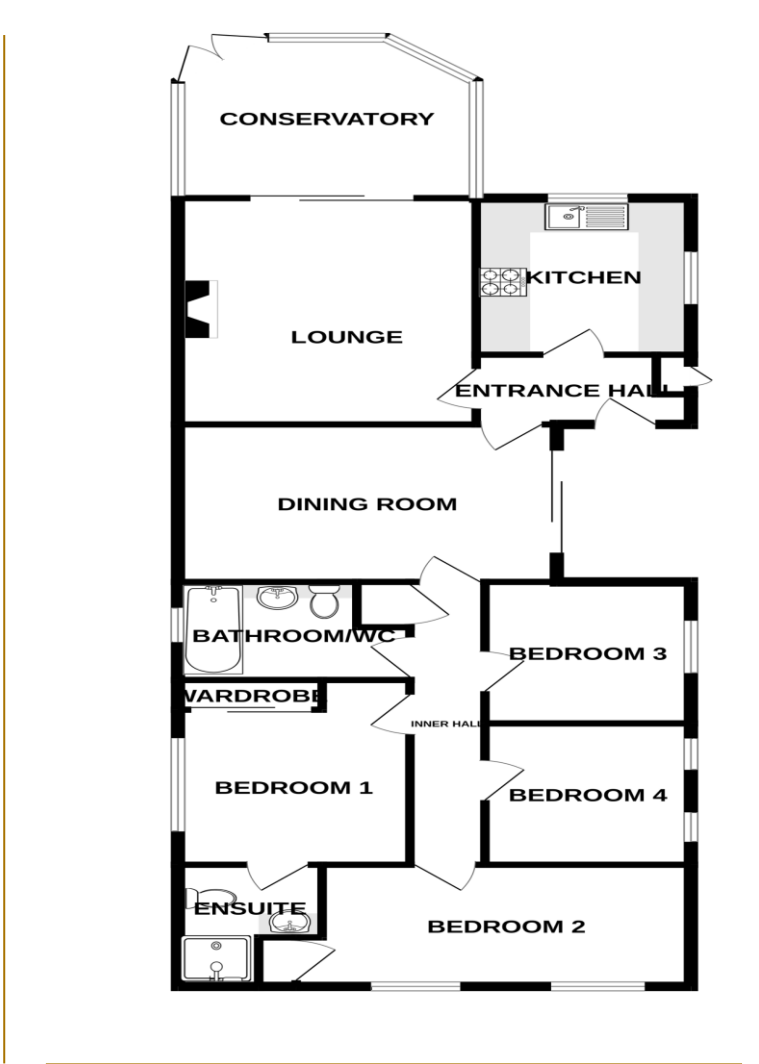 CONSERVATORY
KITCHEN
LOUNGE
ENTRANCE HALL
DINING ROOM
BATHROOM/WC
BEDROOM 3
WARDROBE
INNER HALL
BEDROOM 1
BEDROOM 4
ENSUITE
BEDROOM 2